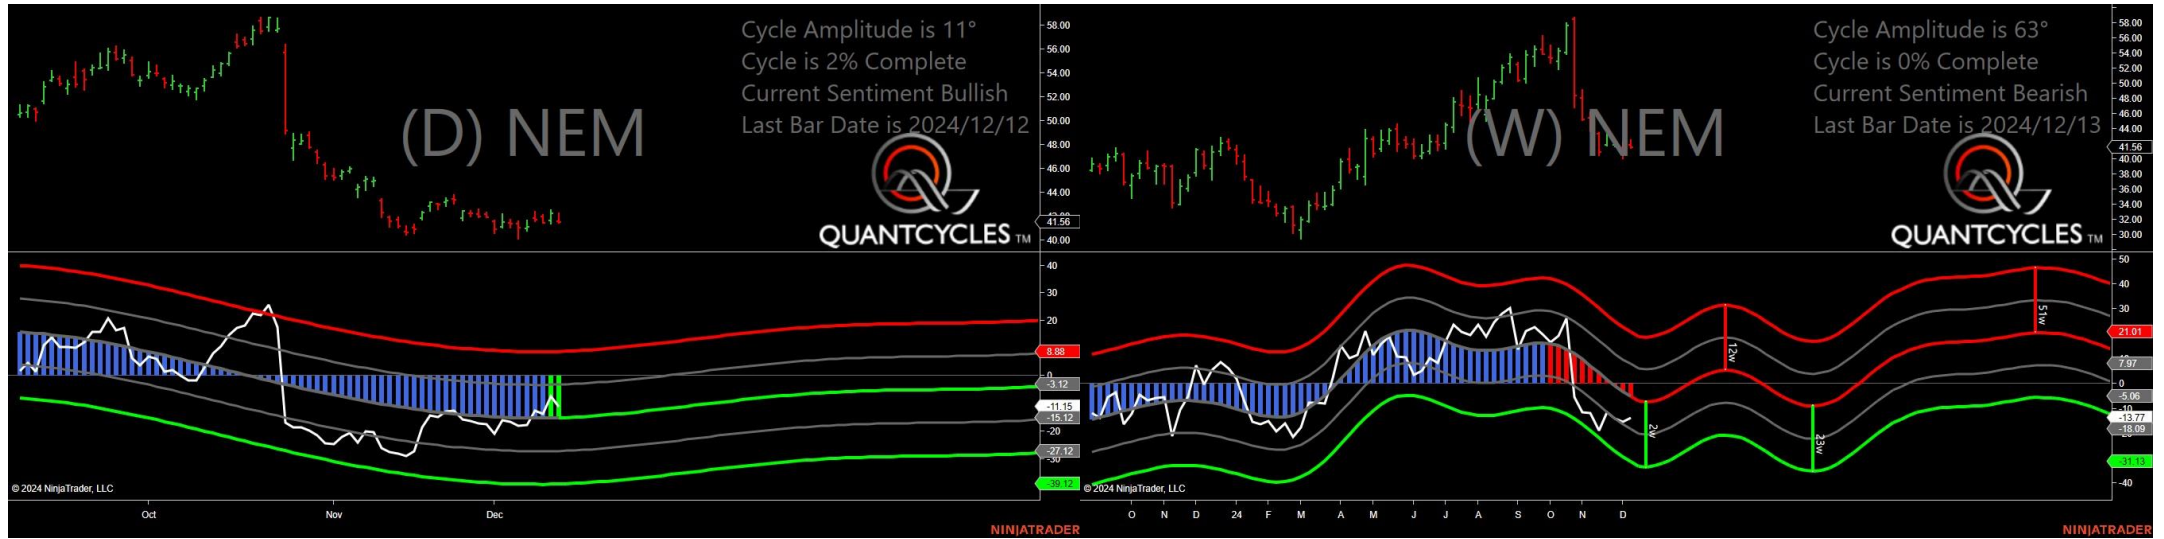 Cycle Amplitude is 11°
Cycle is 2% Complete
Current Sentiment Bullish
Last Bar Date is 2024/12/12
(D) NEM
QUANTCYCLES TM
58.00
56.00
54.00
52.00
50.00
48.00
46.00
44.00
41.56
40.00
40
30
20
8.88
0
-3.12
-11.15
-15.12
-20
-27.12
-30
-39.12
© 2024 NinjaTrader, LLC
Oct
Nov
Dec
NINJATRADER
Cycle Amplitude is 63°
Cycle is 0% Complete
Current Sentiment Bearish
Last Bar Date is 2024/12/13
(W) NEM
QUANTCYCLES TM
58.00
56.00
54.00
52.00
50.00
48.00
46.00
44.00
41.56
40.00
38.00
36.00
34.00
32.00
30.00
50
40
30
21.01
7.97
0
-5.06
-10
-13.77
-18.09
-31.13
-40
2w
12w
23w
51w
© 2024 NinjaTrader, LLC
O N D 24 F M A M J J A S O N D
NINJATRADER